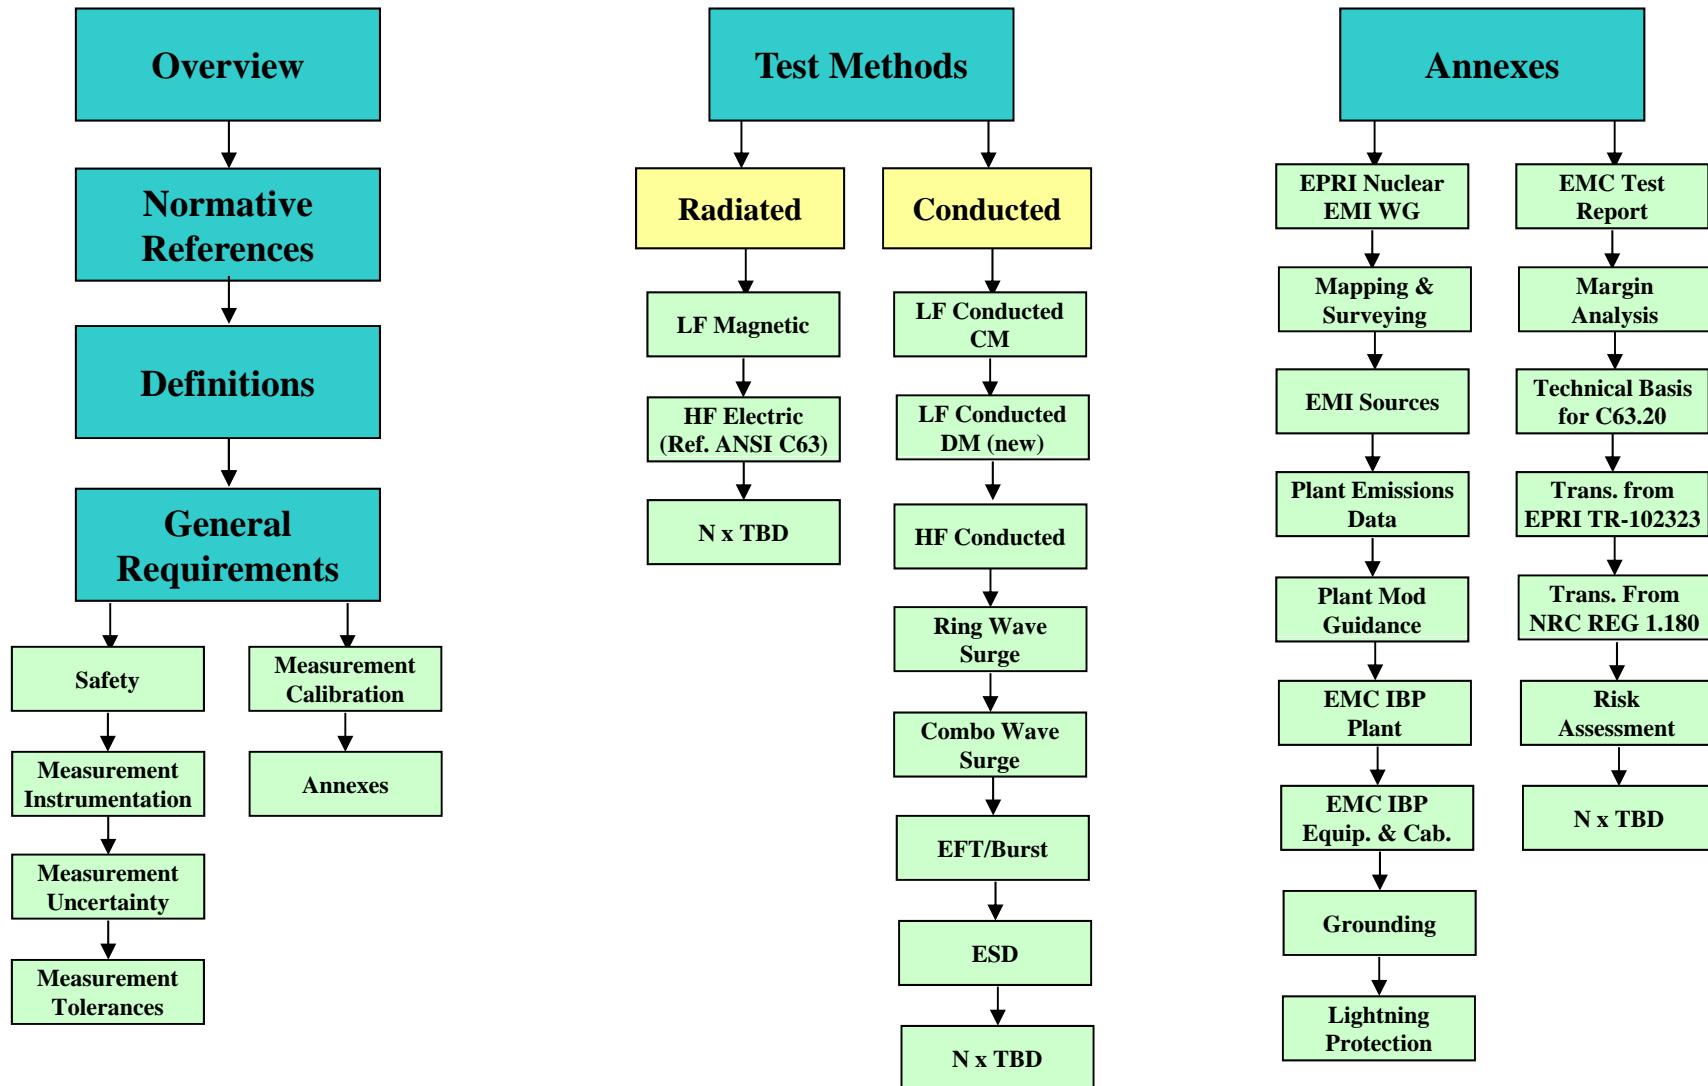 Overview
Normative
References
Definitions
General
Requirements
Safety
Measurement
Instrumentation
Measurement
Uncertainty
Measurement
Tolerances
Measurement
Calibration
Annexes
Test Methods
Radiated
LF Magnetic
HF Electric
(Ref. ANSI C63)
N x TBD
Conducted
LF Conducted
CM
LF Conducted
DM (new)
HF Conducted
Ring Wave
Surge
Combo Wave
Surge
EFT/Burst
ESD
N x TBD
Annexes
EPRI Nuclear
EMI WG
Mapping &
Surveying
EMI Sources
Plant Emissions
Data
Plant Mod
Guidance
EMC IBP
Plant
EMC IBP
Equip. & Cab.
Grounding
Lightning
Protection
EMC Test
Report
Margin
Analysis
Technical Basis
for C63.20
Trans. from
EPRI TR-102323
Trans. From
NRC REG 1.180
Risk
Assessment
N x TBD